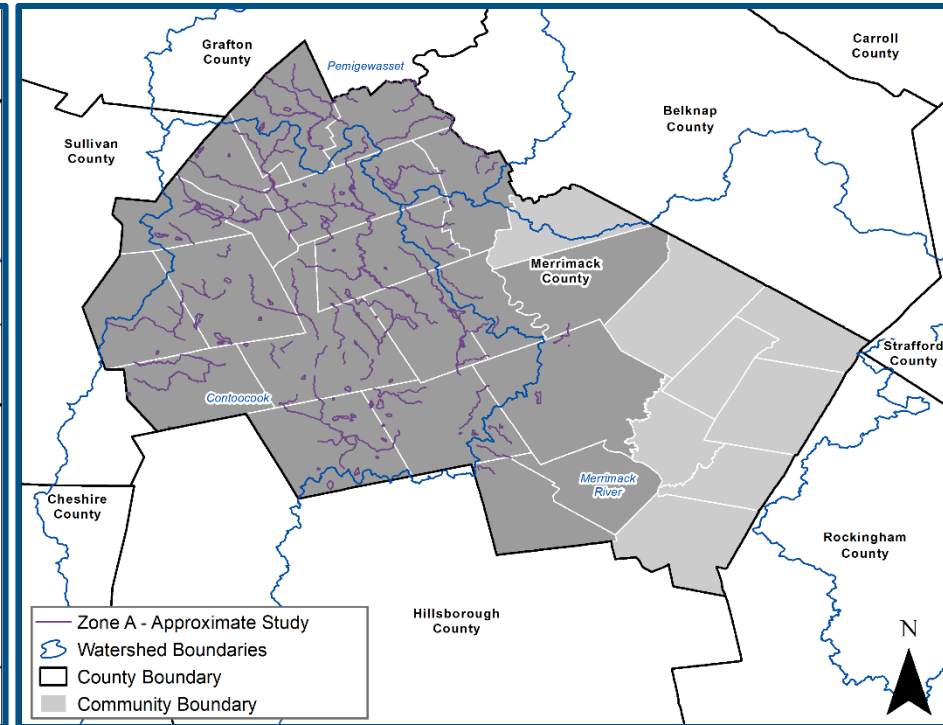 Grafton
County
Pemigewasset
Carroll
County
Belknap
County
Sullivan
County
Merrimack
County
Strafford
County
Contoocook
Merrimack
River
Cheshire
County
Rockingham
County
Hillsborough
County
N
Zone A - Approximate Study
Watershed Boundaries
County Boundary
Community Boundary